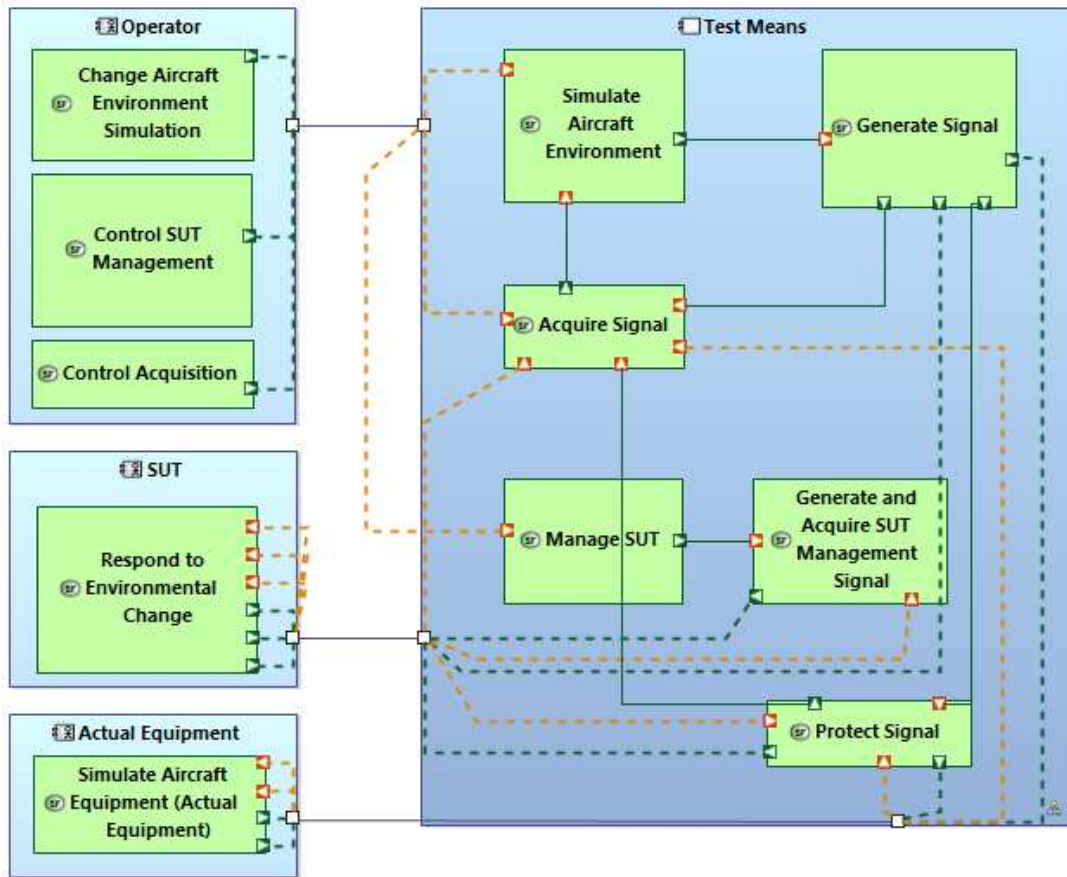 Operator
Change Aircraft
Environment
Simulation
Control SUT
Management
Control Acquisition
SUT
Respond to
Environmental
Change
Actual Equipment
Simulate Aircraft
Equipment (Actual
Equipment)
Test Means
Simulate
Aircraft
Environment
Generate Signal
Acquire Signal
Manage SUT
Generate and
Acquire SUT
Management
Signal
Protect Signal